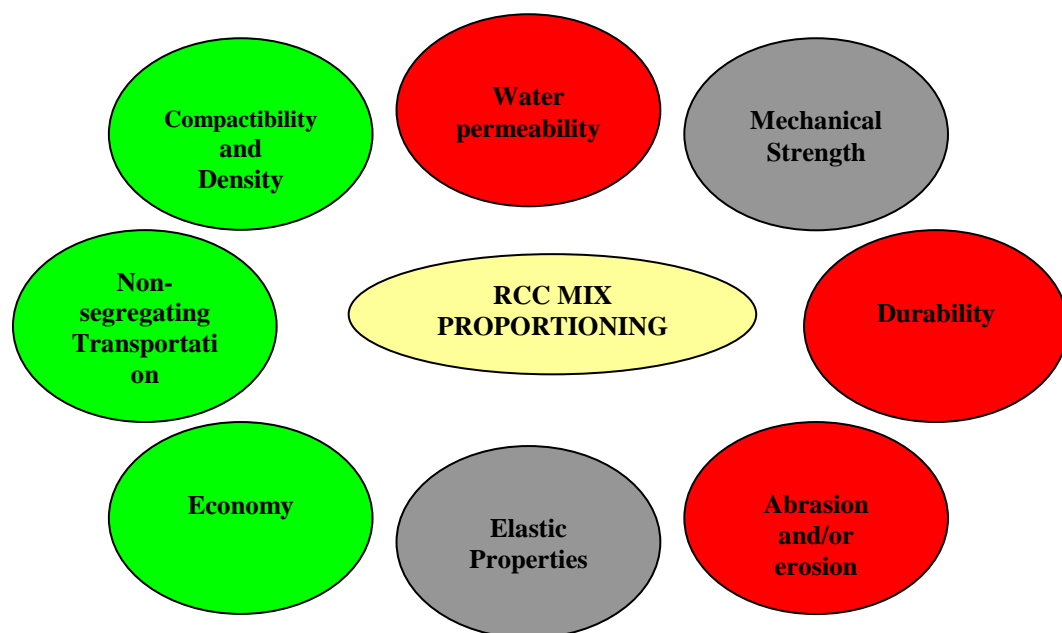 Compactibility
and
Density
Water
permeability
Mechanical
Strength
Non-
segregating
Transportati
on
RCC MIX
PROPORTIONING
Durability
Economy
Elastic
Properties
Abrasion
and/or
erosion